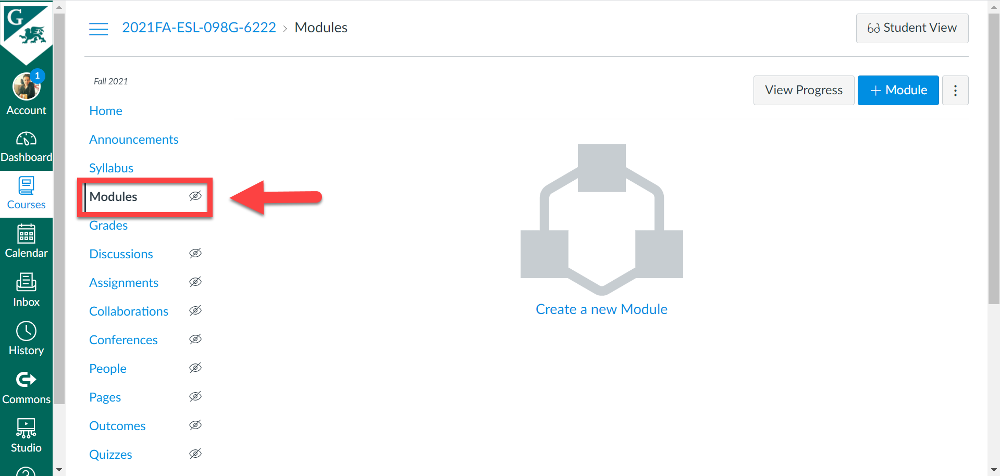 G
1
Account
Dashboard
Courses
Calendar
Inbox
History
Commons
Studio
2021FA-ESL-098G-6222 › Modules
Student View
Fall 2021
Home
Announcements
Syllabus
Modules
Grades
Discussions
Assignments
Collaborations
Conferences
People
Pages
Outcomes
Quizzes
View Progress
+ Module
Create a new Module